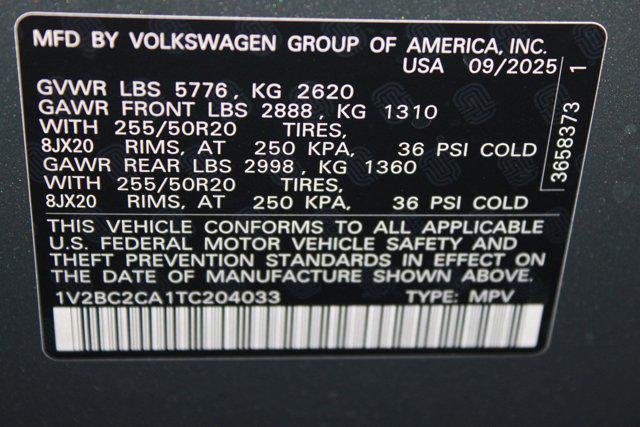 MFD BY VOLKSWAGEN GROUP OF AMERICA, INC.
USA 09/2025
GVWR LBS 5776, KG 2620
GAWR FRONT LBS 2888, KG 1310
WITH 255/50R20 TIRES,
8JX20 RIMS, AT 250 KPA, 36 PSI COLD
GAWR REAR LBS 2998, KG 1360
WITH 255/50R20 TIRES,
8JX20 RIMS, AT 250 KPA, 36 PSI COLD
THIS VEHICLE CONFORMS TO ALL APPLICABLE
U.S. FEDERAL MOTOR VEHICLE SAFETY AND
THEFT PREVENTION STANDARDS IN EFFECT ON
THE DATE OF MANUFACTURE SHOWN ABOVE.
1V2BC2CA1TC204033 TYPE: MPV
3658373 1